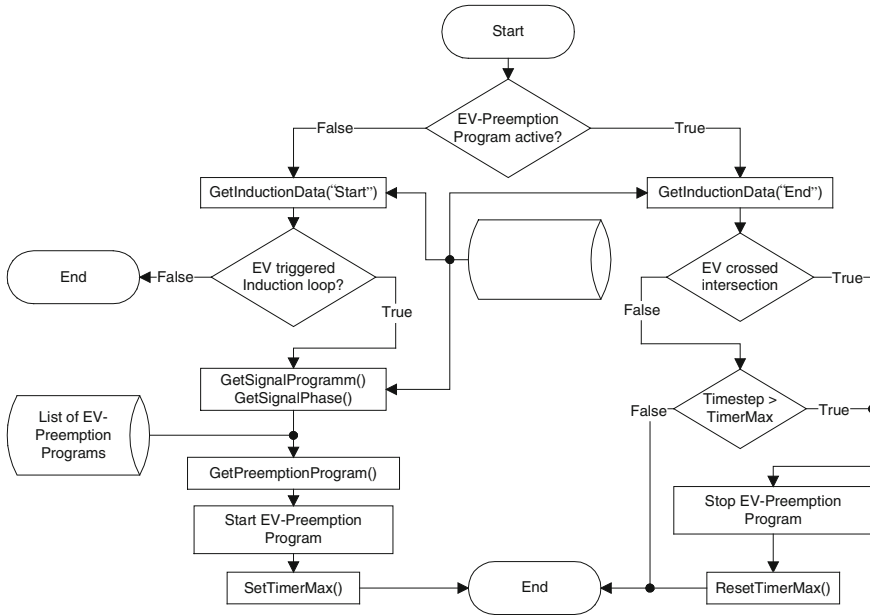 Start
EV-Preemption
Program active?
False
True
GetInductionData(“Start”)
GetInductionData(“End”)
End
False
EV triggered
Induction loop?
True
EV crossed
intersection
True
False
GetSignalProgramm()
GetSignalPhase()
List of EV-
Preemption
Programs
False
Timestep >
TimerMax
True
GetPreemptionProgram()
Start EV-Preemption
Program
Stop EV-Preemption
Program
SetTimerMax()
End
ResetTimerMax()